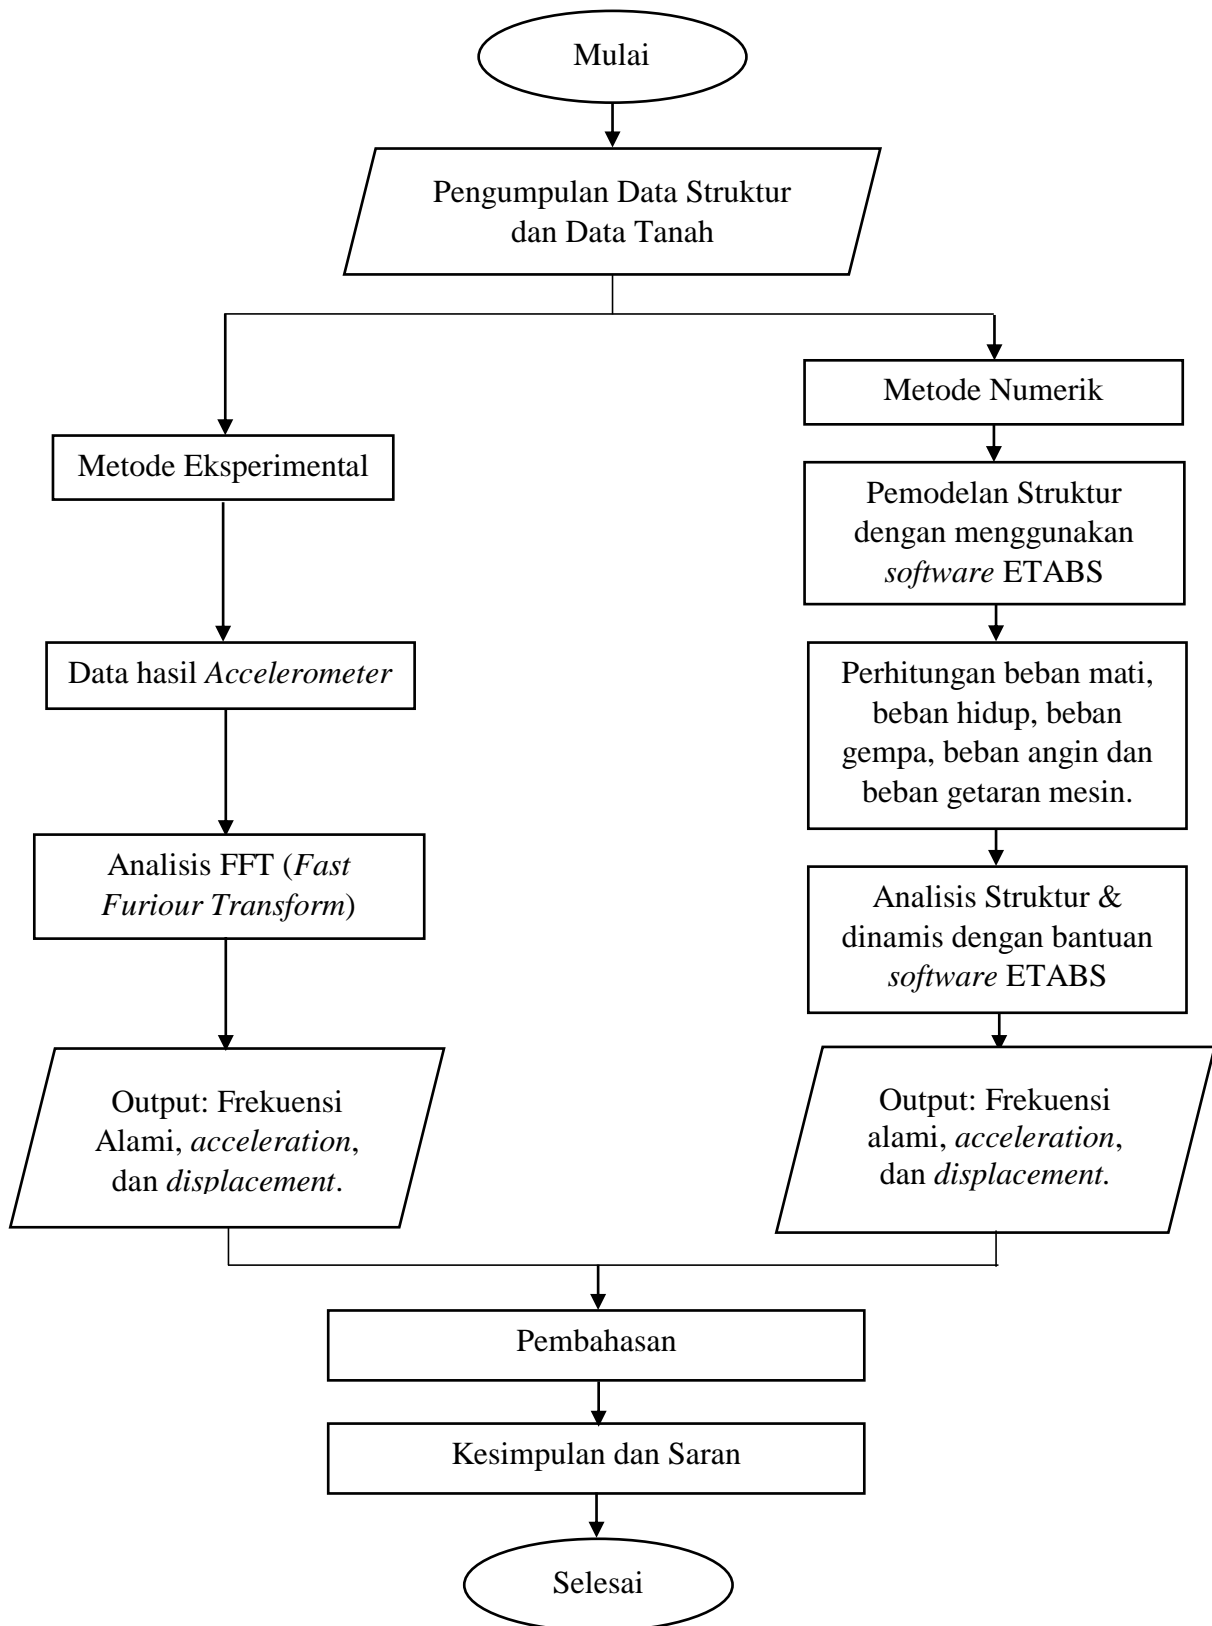 Mulai
Pengumpulan Data Struktur
dan Data Tanah
Metode Eksperimental
Data hasil Accelerometer
Analisis FFT (Fast
Furiour Transform)
Output: Frekuensi
Alami, acceleration,
dan displacement.
Metode Numerik
Pemodelan Struktur
dengan menggunakan
software ETABS
Perhitungan beban mati,
beban hidup, beban
gempa, beban angin dan
beban getaran mesin.
Analisis Struktur &
dinamis dengan bantuan
software ETABS
Output: Frekuensi
alami, acceleration,
dan displacement.
Pembahasan
Kesimpulan dan Saran
Selesai